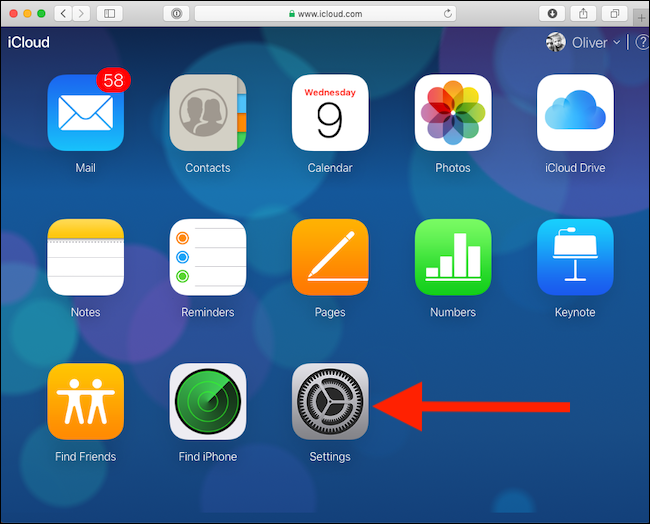 www.icloud.com
iCloud
Oliver
?
58
Mail
Contacts
Wednesday
9
Calendar
Photos
iCloud Drive
Notes
Reminders
Pages
Numbers
Keynote
Find Friends
Find iPhone
Settings